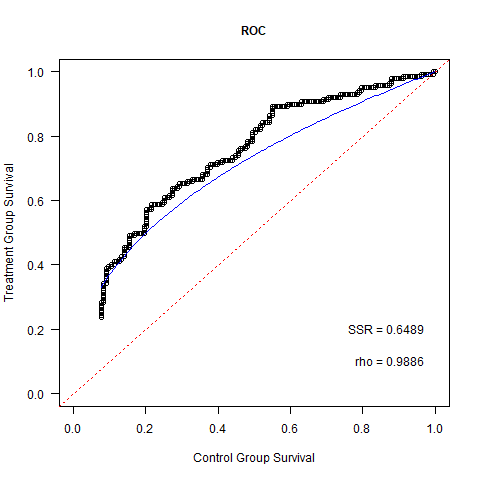 ROC
Treatment Group Survival
1.0
0.8
0.6
0.4
0.2
0.0
SSR = 0.6489
rho = 0.9886
0.0 0.2 0.4 0.6 0.8 1.0
Control Group Survival